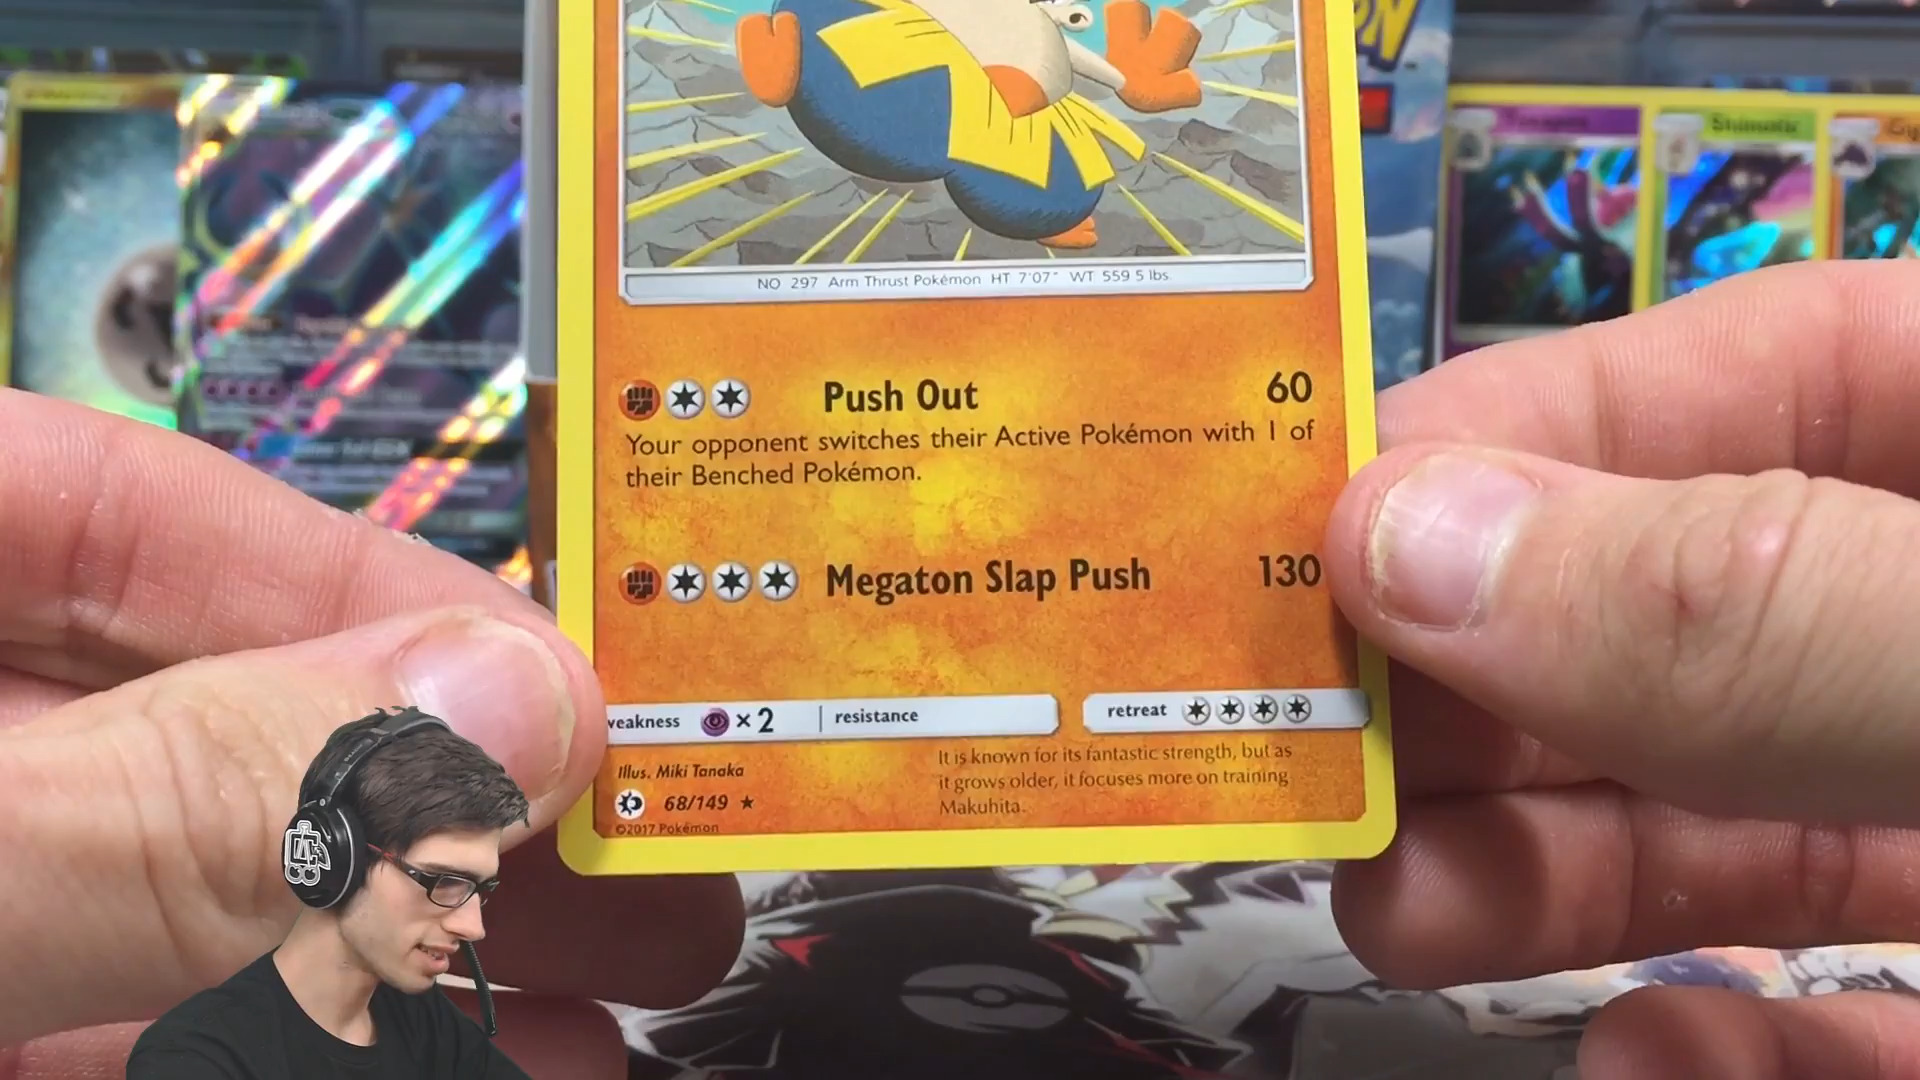 Shiinotic
NO 297 Arm Thrust Pokémon HT 7'07" WT 559.5 lbs.
Push Out 60
Your opponent switches their Active Pokémon with 1 of
their Benched Pokémon.
Megaton Slap Push 130
weakness ×2 resistance
retreat
Illus. Miki Tanaka
68/149 ★
©2017 Pokémon
It is known for its fantastic strength, but as
it grows older, it focuses more on training
Makuhita.